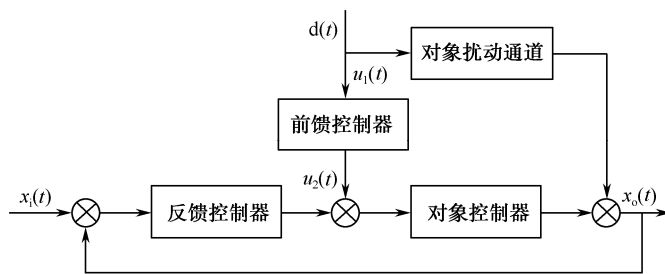 d(t)
对象扰动通道
u₁(t)
前馈控制器
xᵢ(t)
u₂(t)
xₒ(t)
反馈控制器
对象控制器